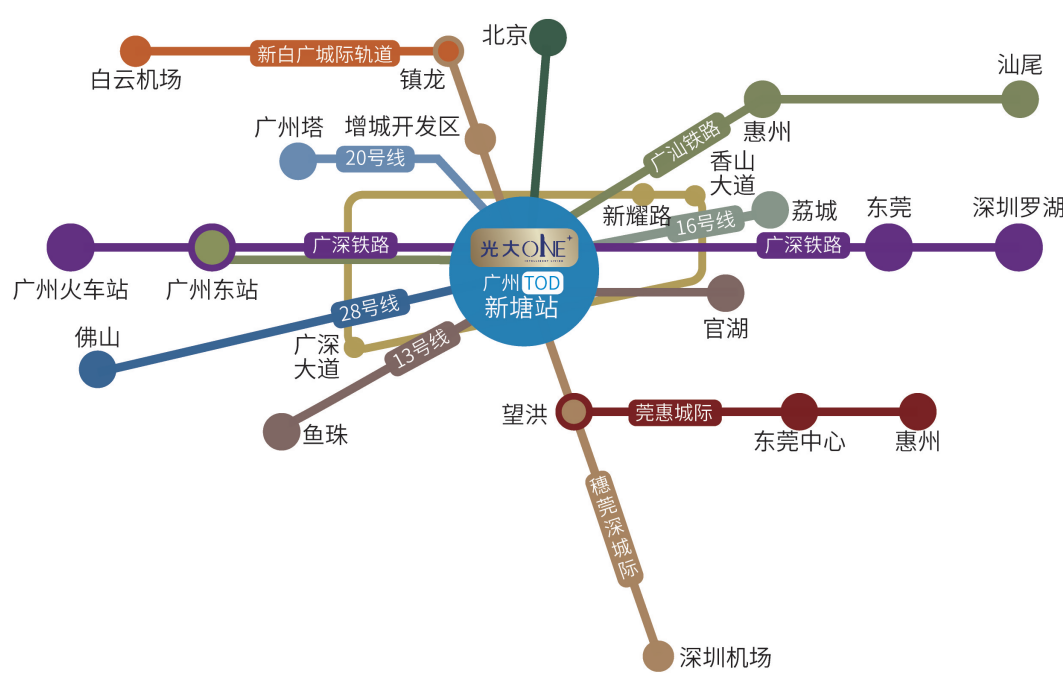 北京
新白广城际轨道
白云机场
镇龙
汕尾
广州塔
增城开发区
20号线
广汕铁路
惠州
香山
大道
新耀路
16号线
荔城
东莞
深圳罗湖
广深铁路
广深铁路
光大ONE+
INTELLIGENT LIVING
广州TOD
新塘站
广州火车站
广州东站
28号线
佛山
广深
大道
13号线
官湖
鱼珠
望洪
莞惠城际
东莞中心
惠州
穗莞深城际
深圳机场